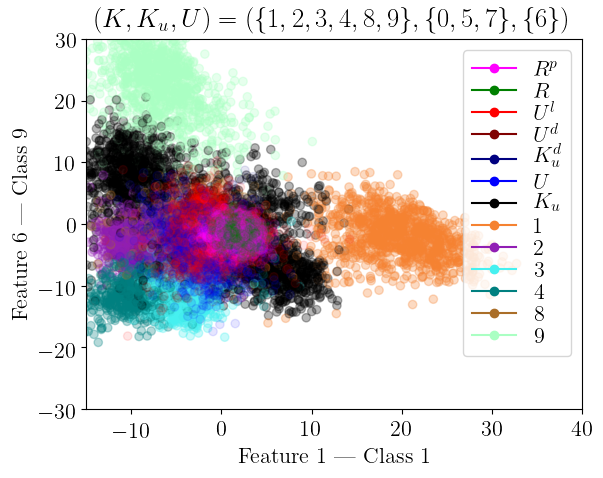 (K, K_u, U) = ({1, 2, 3, 4, 8, 9}, {0, 5, 7}, {6})
30
20
10
0
−10
−20
−30
Feature 6 — Class 9
−10
0
10
20
30
40
Feature 1 — Class 1
R^p
R
U^l
U^d
K_u^d
U
K_u
1
2
3
4
8
9